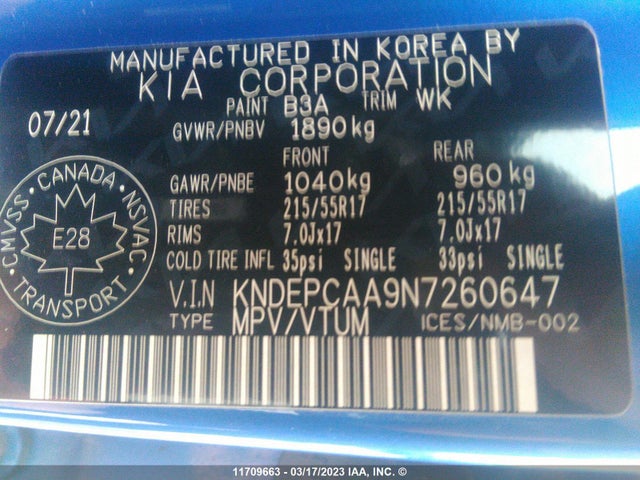 MANUFACTURED IN KOREA BY
KIA CORPORATION
07/21 PAINT B3A TRIM WK
GVWR/PNBV 1890kg
FRONT REAR
GAWR/PNBE 1040kg 960kg
TIRES 215/55R17 215/55R17
RIMS 7.0Jx17 7.0Jx17
COLD TIRE INFL 35psi SINGLE 33psi SINGLE
V.I.N KNDEPCAA9N7260647
TYPE MPV/VTUM ICES/NMB-002
CMVSS · CANADA · NSVAC
E28
TRANSPORT
11709663 - 03/17/2023 IAA, INC. ©